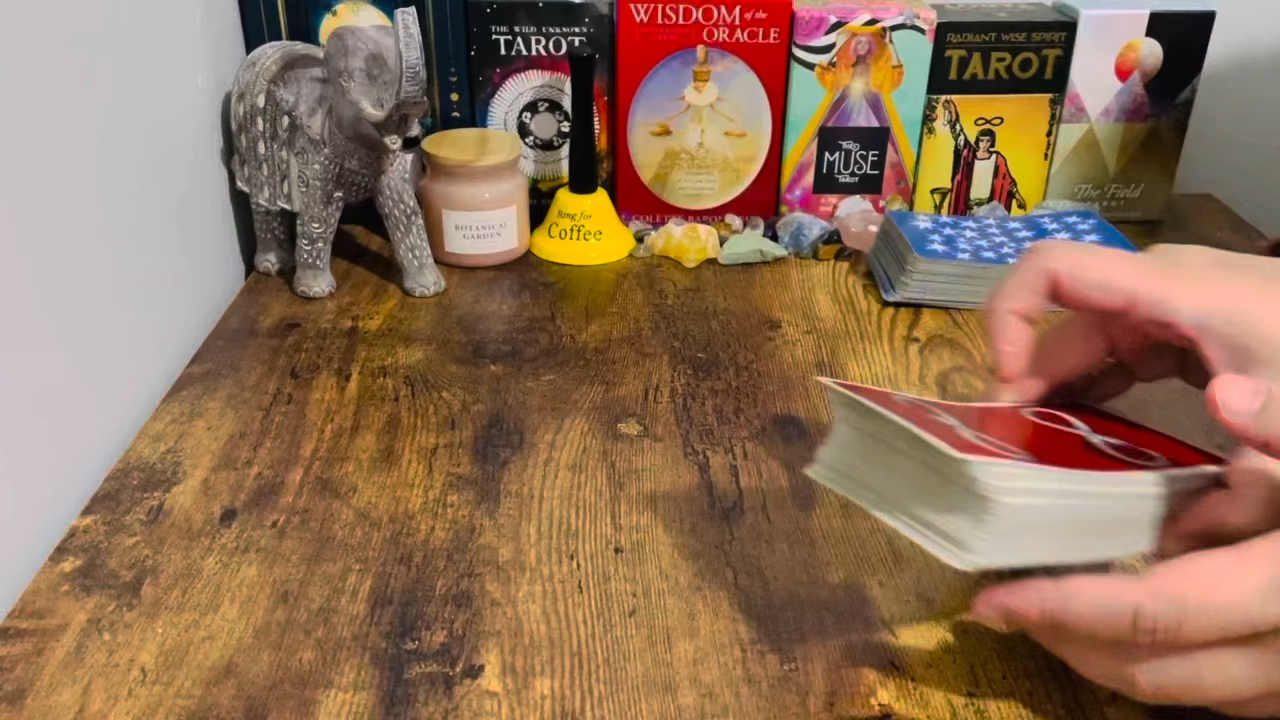 THE WILD UNKNOWN
TAROT
WISDOM of the
ORACLE
COLETTE BARON
BOTANICAL
GARDEN
Ring for
Coffee
THE
MUSE
TAROT
RADIANT WISE SPIRIT
TAROT
The Field
TAROT